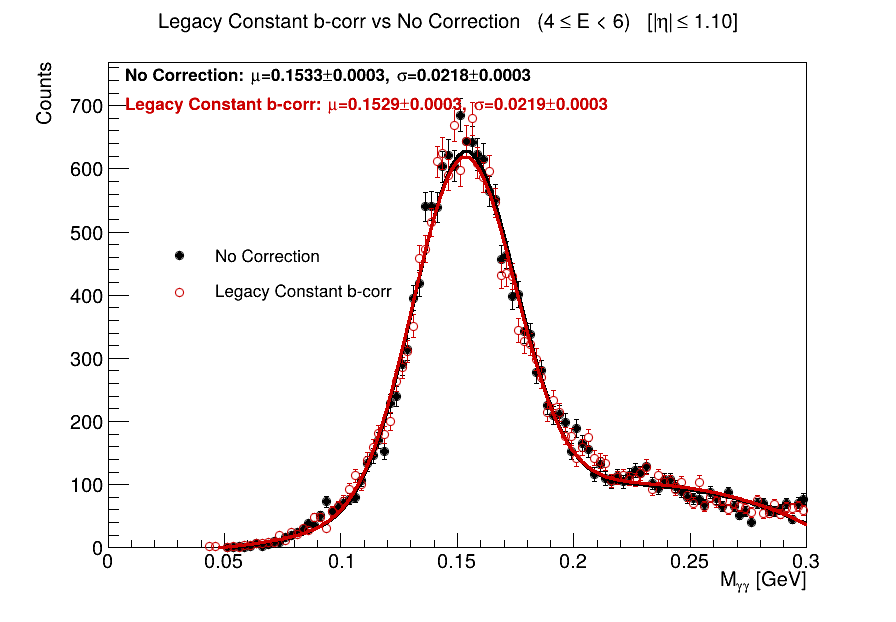 Legacy Constant b-corr vs No Correction (4 ≤ E < 6) [|η| ≤ 1.10]
Counts
No Correction: μ=0.1533±0.0003, σ=0.0218±0.0003
Legacy Constant b-corr: μ=0.1529±0.0003, σ=0.0219±0.0003
700
600
500
400
300
200
100
0
No Correction
Legacy Constant b-corr
0 0.05 0.1 0.15 0.2 0.25 0.3
Mγγ [GeV]